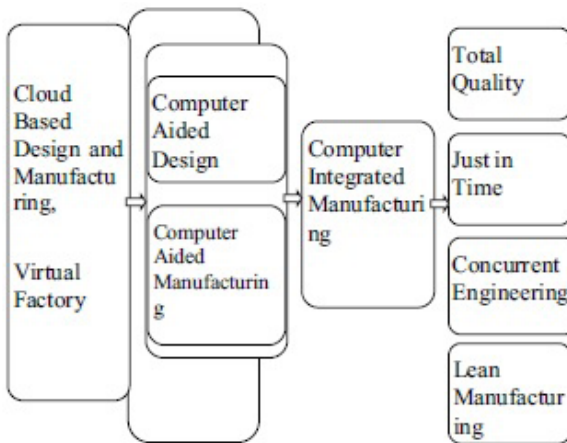 Cloud
Based
Design and
Manufactu
ring,
Virtual
Factory
Computer
Aided
Design
Computer
Aided
Manufacturin
g
Computer
Integrated
Manufacturi
ng
Total
Quality
Just in
Time
Concurrent
Engineering
Lean
Manufactur
ing